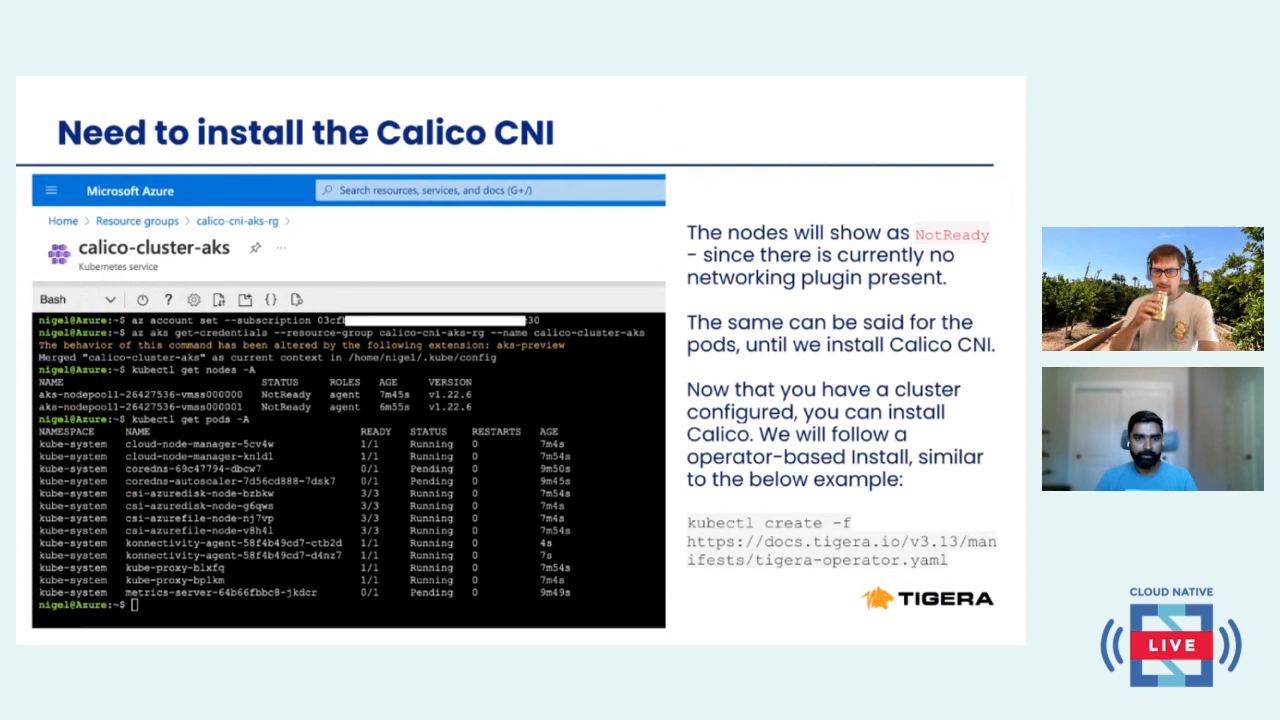 Need to install the Calico CNI
Microsoft Azure
Search resources, services, and docs (G+/)
Home > Resource groups > calico-cni-aks-rg >
calico-cluster-aks
Kubernetes service
Bash
nigel@Azure:~$ az account set --subscription 03cf :30
nigel@Azure:~$ az aks get-credentials --resource-group calico-cni-aks-rg --name calico-cluster-aks
The behavior of this command has been altered by the following extension: aks-preview
Merged "calico-cluster-aks" as current context in /home/nigel/.kube/config
nigel@Azure:~$ kubectl get nodes -A
NAME STATUS ROLES AGE VERSION
aks-nodepool1-26427536-vmss000000 NotReady agent 7m45s v1.22.6
aks-nodepool1-26427536-vmss000001 NotReady agent 6m55s v1.22.6
nigel@Azure:~$ kubectl get pods -A
NAMESPACE NAME READY STATUS RESTARTS AGE
kube-system cloud-node-manager-5cv4w 1/1 Running 0 7m4s
kube-system cloud-node-manager-knld1 1/1 Running 0 7m54s
kube-system coredns-69c47794-dbcw7 0/1 Pending 0 9m50s
kube-system coredns-autoscaler-7d56cd888-7dsk7 0/1 Pending 0 9m45s
kube-system csi-azuredisk-node-bzbkw 3/3 Running 0 7m54s
kube-system csi-azuredisk-node-g6qws 3/3 Running 0 7m4s
kube-system csi-azurefile-node-nj7vp 3/3 Running 0 7m4s
kube-system csi-azurefile-node-v8h4l 3/3 Running 0 7m54s
kube-system konnectivity-agent-58f4b49cd7-ctb2d 1/1 Running 0 4s
kube-system konnectivity-agent-58f4b49cd7-d4nz7 1/1 Running 0 7s
kube-system kube-proxy-blxfq 1/1 Running 0 7m54s
kube-system kube-proxy-bplkm 1/1 Running 0 7m4s
kube-system metrics-server-64b66fbbc8-jkdcr 0/1 Pending 0 9m49s
nigel@Azure:~$
The nodes will show as NotReady
- since there is currently no
networking plugin present.
The same can be said for the
pods, until we install Calico CNI.
Now that you have a cluster
configured, you can install
Calico. We will follow a
operator-based Install, similar
to the below example:
kubectl create -f
https://docs.tigera.io/v3.13/man
ifests/tigera-operator.yaml
TIGERA
CLOUD NATIVE
LIVE